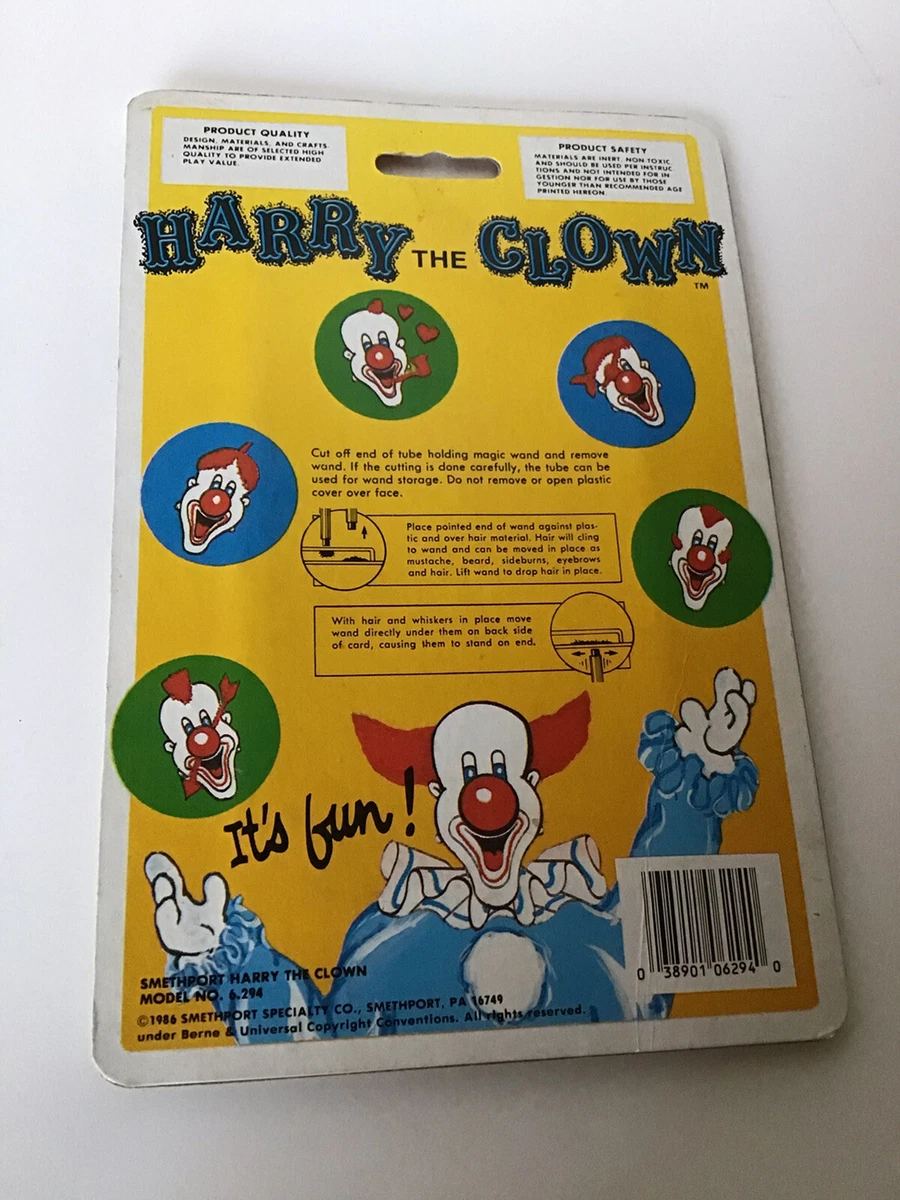 PRODUCT QUALITY
DESIGN, MATERIALS, AND CRAFTS-
MANSHIP ARE OF SELECTED HIGH
QUALITY TO PROVIDE EXTENDED
PLAY VALUE.
PRODUCT SAFETY
MATERIALS ARE INERT, NON TOXIC
AND SHOULD BE USED PER INSTRUC
TIONS AND NOT INTENDED FOR IN
GESTION NOR FOR USE BY THOSE
YOUNGER THAN RECOMMENDED AGE
PRINTED HEREON.
HARRY THE CLOWN
TM
Cut off end of tube holding magic wand and remove
wand. If the cutting is done carefully, the tube can be
used for wand storage. Do not remove or open plastic
cover over face.
Place pointed end of wand against plas-
tic and over hair material. Hair will cling
to wand and can be moved in place as
mustache, beard, sideburns, eyebrows
and hair. Lift wand to drop hair in place.
With hair and whiskers in place move
wand directly under them on back side
of card, causing them to stand on end.
It's fun!
SMETHPORT HARRY THE CLOWN
MODEL NO. 6.294
©1986 SMETHPORT SPECIALTY CO., SMETHPORT, PA 16749
under Berne & Universal Copyright Conventions. All rights reserved.
0 38901 06294 0